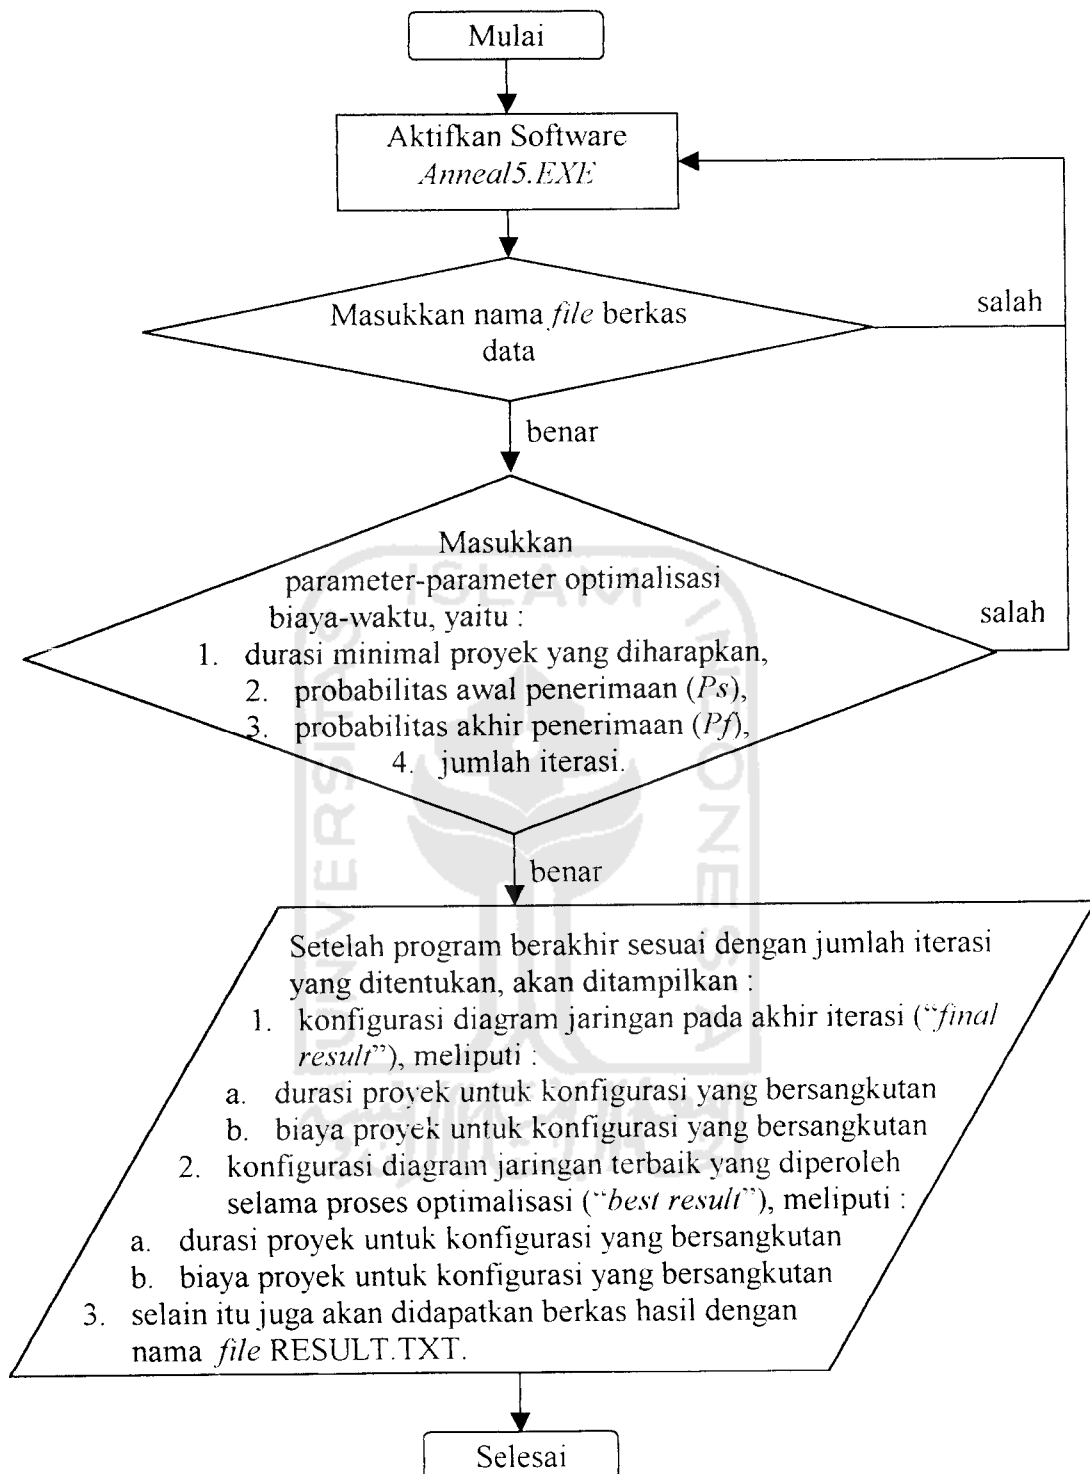 Mulai
Aktifkan Software
Anneal5.EXE
Masukkan nama file berkas
data
salah
benar
Masukkan
parameter-parameter optimalisasi
biaya-waktu, yaitu :
1. durasi minimal proyek yang diharapkan,
2. probabilitas awal penerimaan (Ps),
3. probabilitas akhir penerimaan (Pf),
4. jumlah iterasi.
salah
benar
Setelah program berakhir sesuai dengan jumlah iterasi
yang ditentukan, akan ditampilkan :
1. konfigurasi diagram jaringan pada akhir iterasi (“final
result”), meliputi :
a. durasi proyek untuk konfigurasi yang bersangkutan
b. biaya proyek untuk konfigurasi yang bersangkutan
2. konfigurasi diagram jaringan terbaik yang diperoleh
selama proses optimalisasi (“best result”), meliputi :
a. durasi proyek untuk konfigurasi yang bersangkutan
b. biaya proyek untuk konfigurasi yang bersangkutan
3. selain itu juga akan didapatkan berkas hasil dengan
nama file RESULT.TXT.
Selesai
UNIVERSITAS
ISLAM
INDONESIA